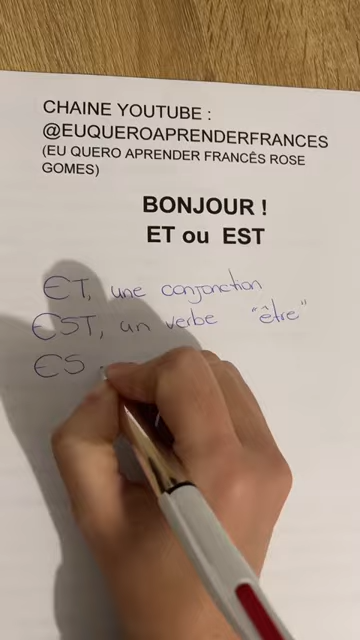 CHAINE YOUTUBE :
@EUQUEROAPRENDERFRANCES
(EU QUERO APRENDER FRANCÊS ROSE
GOMES)
BONJOUR !
ET ou EST
ET, une conjonction
EST, un verbe "être"
ES